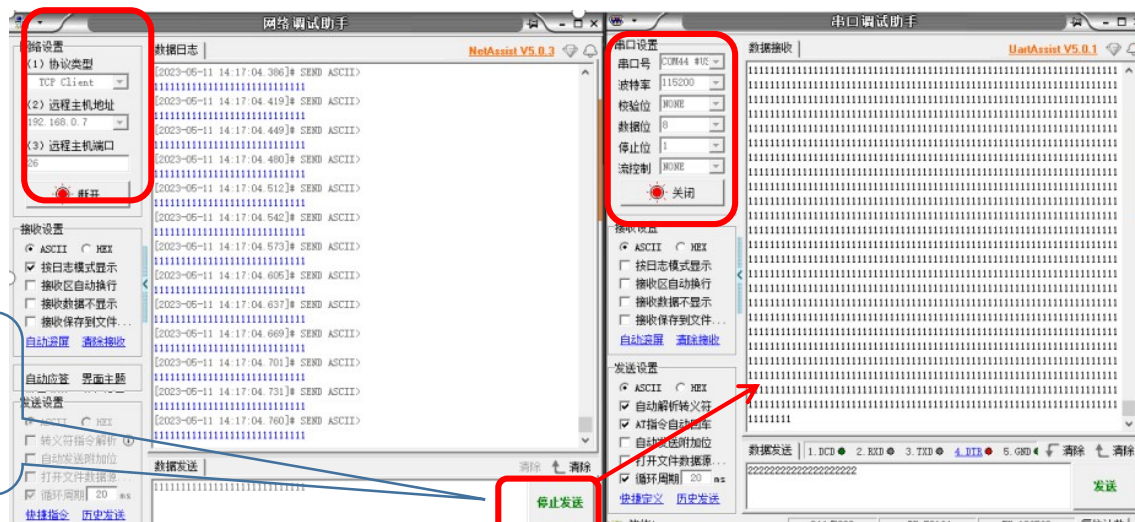 网络调试助手
网络设置
(1) 协议类型
TCP Client
(2) 远程主机地址
192.168.0.7
(3) 远程主机端口
26
断开
接收设置
ASCII HEX
按日志模式显示
接收区自动换行
接收数据不显示
接收保存到文件...
自动滚屏 清除接收
自动应答 界面主题
发送设置
ASCII HEX
转义符指令解析
自动发送附加位
打开文件数据源...
循环周期 20 ms
快捷指令 历史发送
数据日志
NetAssist V5.0.3
[2023-05-11 14:17:04.386]# SEND ASCII>
1111111111111111111111111
[2023-05-11 14:17:04.419]# SEND ASCII>
1111111111111111111111111
[2023-05-11 14:17:04.449]# SEND ASCII>
1111111111111111111111111
[2023-05-11 14:17:04.480]# SEND ASCII>
1111111111111111111111111
[2023-05-11 14:17:04.512]# SEND ASCII>
1111111111111111111111111
[2023-05-11 14:17:04.542]# SEND ASCII>
1111111111111111111111111
[2023-05-11 14:17:04.573]# SEND ASCII>
1111111111111111111111111
[2023-05-11 14:17:04.605]# SEND ASCII>
1111111111111111111111111
[2023-05-11 14:17:04.637]# SEND ASCII>
1111111111111111111111111
[2023-05-11 14:17:04.669]# SEND ASCII>
1111111111111111111111111
[2023-05-11 14:17:04.701]# SEND ASCII>
1111111111111111111111111
[2023-05-11 14:17:04.731]# SEND ASCII>
1111111111111111111111111
[2023-05-11 14:17:04.760]# SEND ASCII>
1111111111111111111111111
数据发送 清除 清除
1111111111111111111111111
停止发送
串口调试助手
串口设置
串口号 COM44 #US
波特率 115200
校验位 NONE
数据位 8
停止位 1
流控制 NONE
关闭
接收设置
ASCII HEX
按日志模式显示
接收区自动换行
接收数据不显示
接收保存到文件...
自动滚屏 清除接收
发送设置
ASCII HEX
自动解析转义符
AT指令自动回车
自动发送附加位
打开文件数据源...
循环周期 20 ms
快捷定义 历史发送
数据接收
UartAssist V5.0.1
11111111
数据发送 1.DCD 2.RXD 3.TXD 4.DTR 5.GND 清除 清除
2222222222222222222
发送